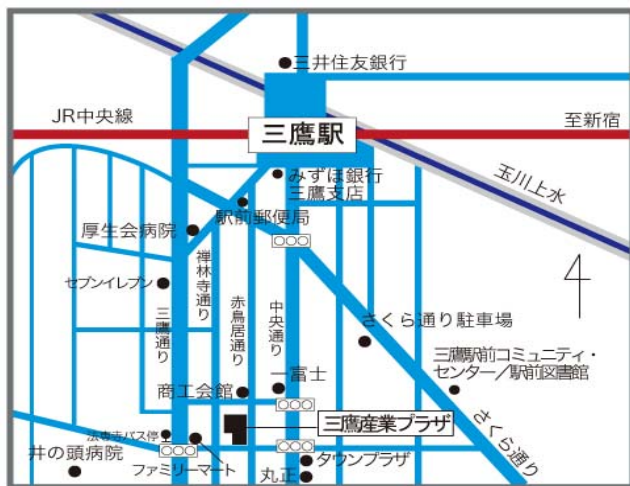 三井住友銀行
JR中央線
三鷹駅
至新宿
みずほ銀行
三鷹支店
玉川上水
駅前郵便局
厚生会病院
禅林寺通り
セブンイレブン
三鷹通り
赤鳥居通り
中央通り
さくら通り駐車場
三鷹駅前コミュニティ・
センター／駅前図書館
商工会館
一富士
三鷹産業プラザ
さくら通り
法専寺バス停
井の頭病院
ファミリーマート
タウンプラザ
丸正